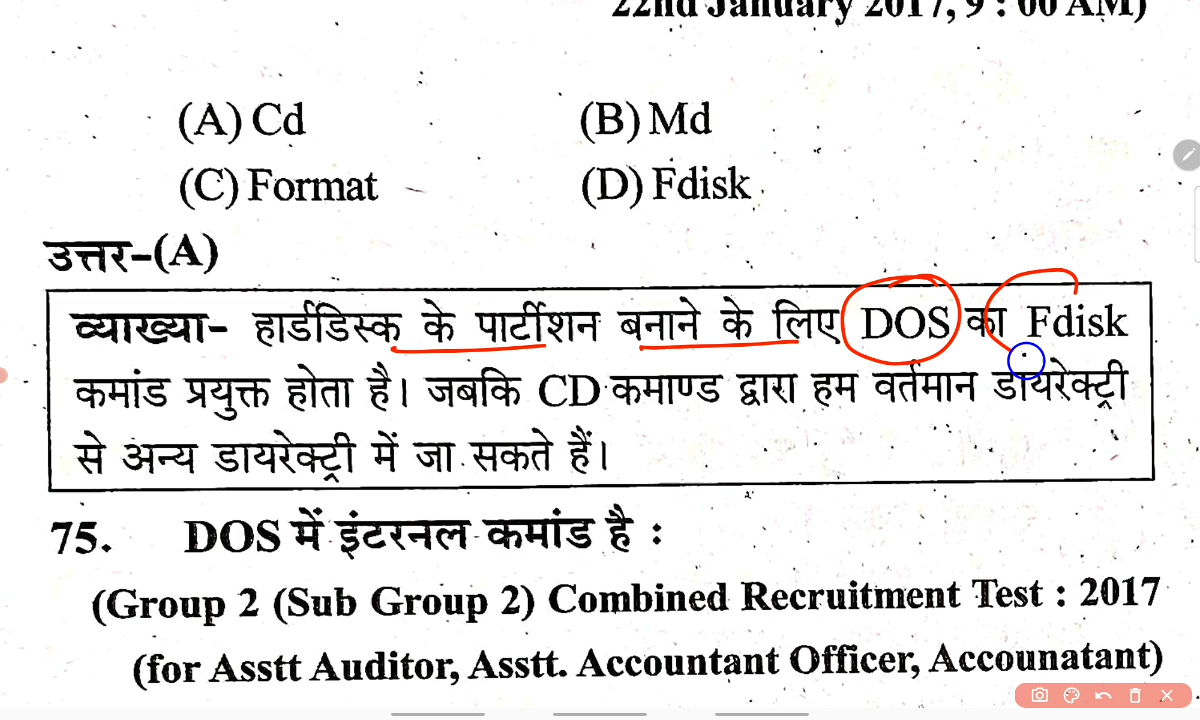 22nd January 2017, 9 : 00 AM)
(A) Cd (B) Md
(C) Format (D) Fdisk
उत्तर–(A)
व्याख्या– हार्डडिस्क के पार्टीशन बनाने के लिए DOS का Fdisk
कमांड प्रयुक्त होता है। जबकि CD कमाण्ड द्वारा हम वर्तमान डायरेक्ट्री
से अन्य डायरेक्ट्री में जा सकते हैं।
75. DOS में इंटरनल कमांड है :
(Group 2 (Sub Group 2) Combined Recruitment Test : 2017
(for Asstt Auditor, Asstt. Accountant Officer, Accounatant)